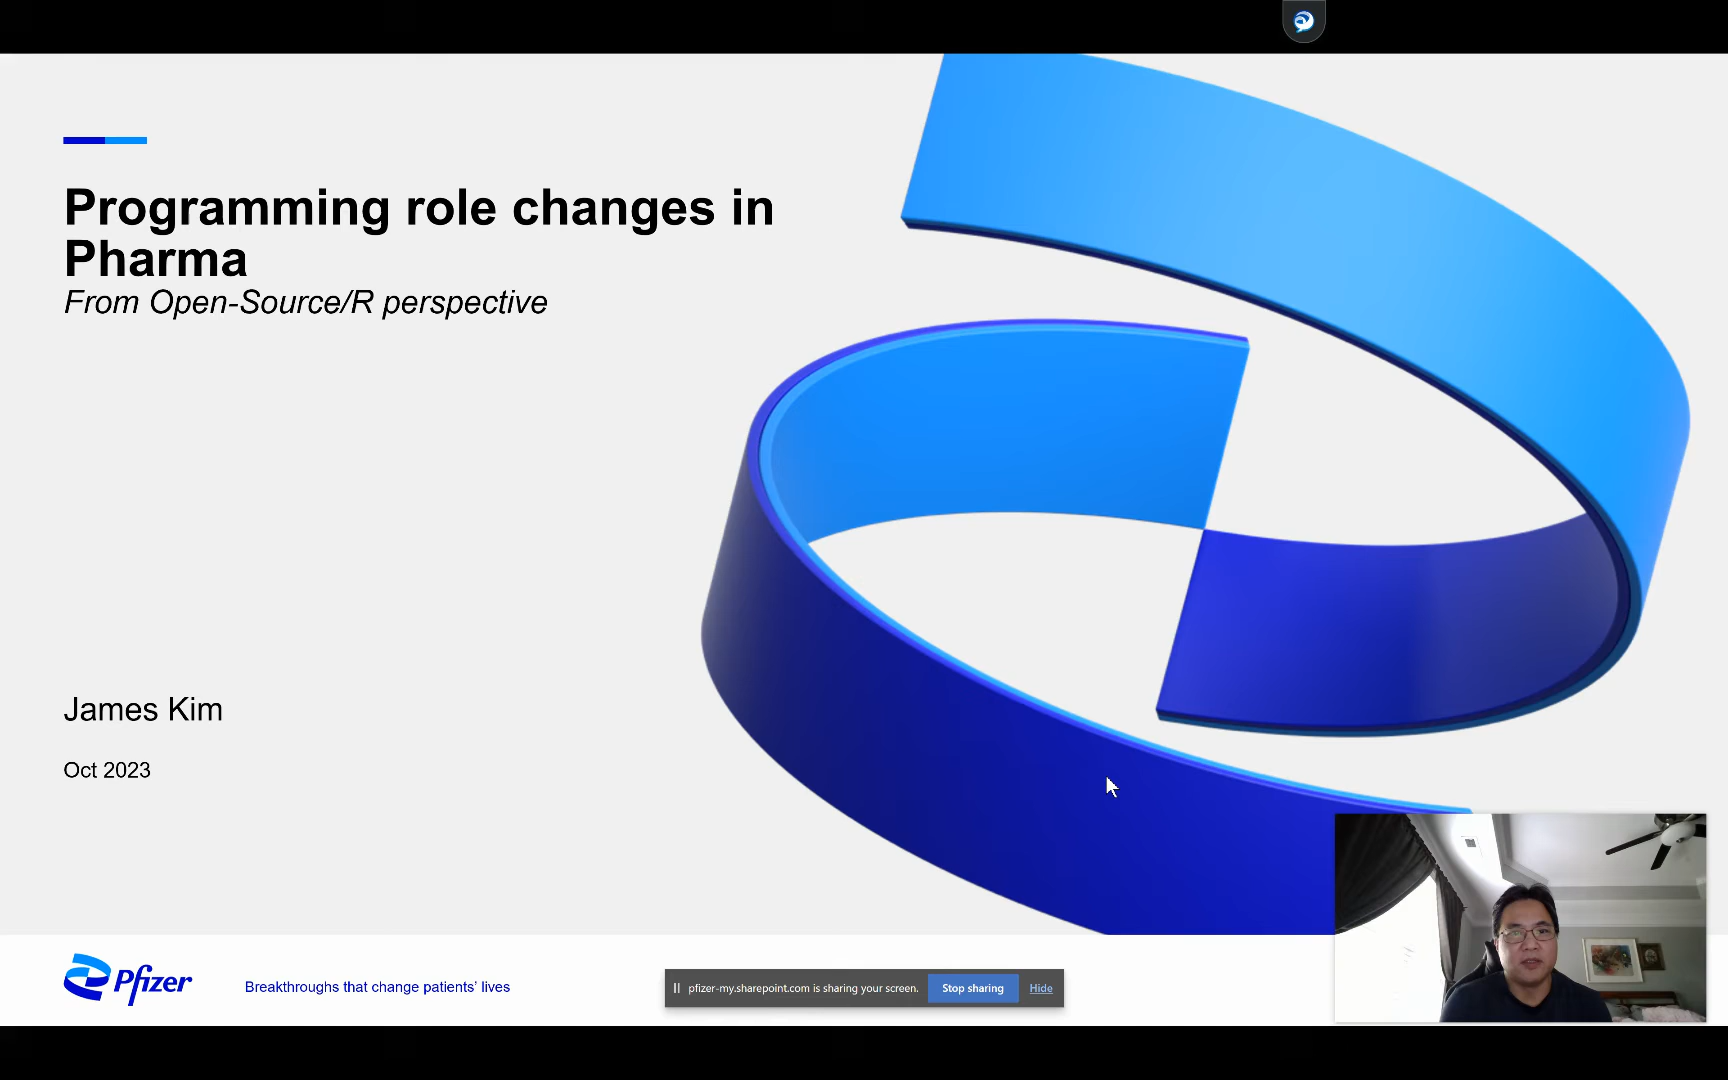 Programming role changes in
Pharma
From Open-Source/R perspective
James Kim
Oct 2023
Pfizer
Breakthroughs that change patients’ lives
pfizer-my.sharepoint.com is sharing your screen.
Stop sharing
Hide